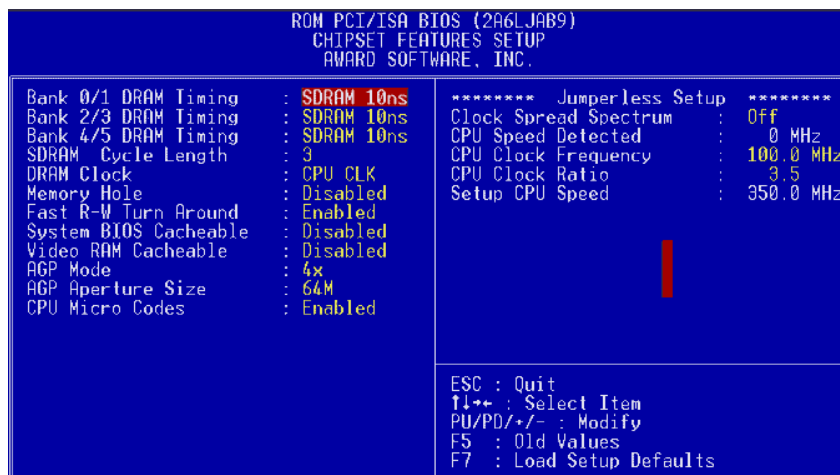 ROM PCI/ISA BIOS (2A6LJAB9)
CHIPSET FEATURES SETUP
AWARD SOFTWARE, INC.
Bank 0/1 DRAM Timing : SDRAM 10ns
Bank 2/3 DRAM Timing : SDRAM 10ns
Bank 4/5 DRAM Timing : SDRAM 10ns
SDRAM Cycle Length : 3
DRAM Clock : CPU CLK
Memory Hole : Disabled
Fast R-W Turn Around : Enabled
System BIOS Cacheable : Disabled
Video RAM Cacheable : Disabled
AGP Mode : 4x
AGP Aperture Size : 64M
CPU Micro Codes : Enabled
******** Jumperless Setup ********
Clock Spread Spectrum : Off
CPU Speed Detected : 0 MHz
CPU Clock Frequency : 100.0 MHz
CPU Clock Ratio : 3.5
Setup CPU Speed : 350.0 MHz
ESC : Quit
↑↓→← : Select Item
PU/PD/+/- : Modify
F5 : Old Values
F7 : Load Setup Defaults